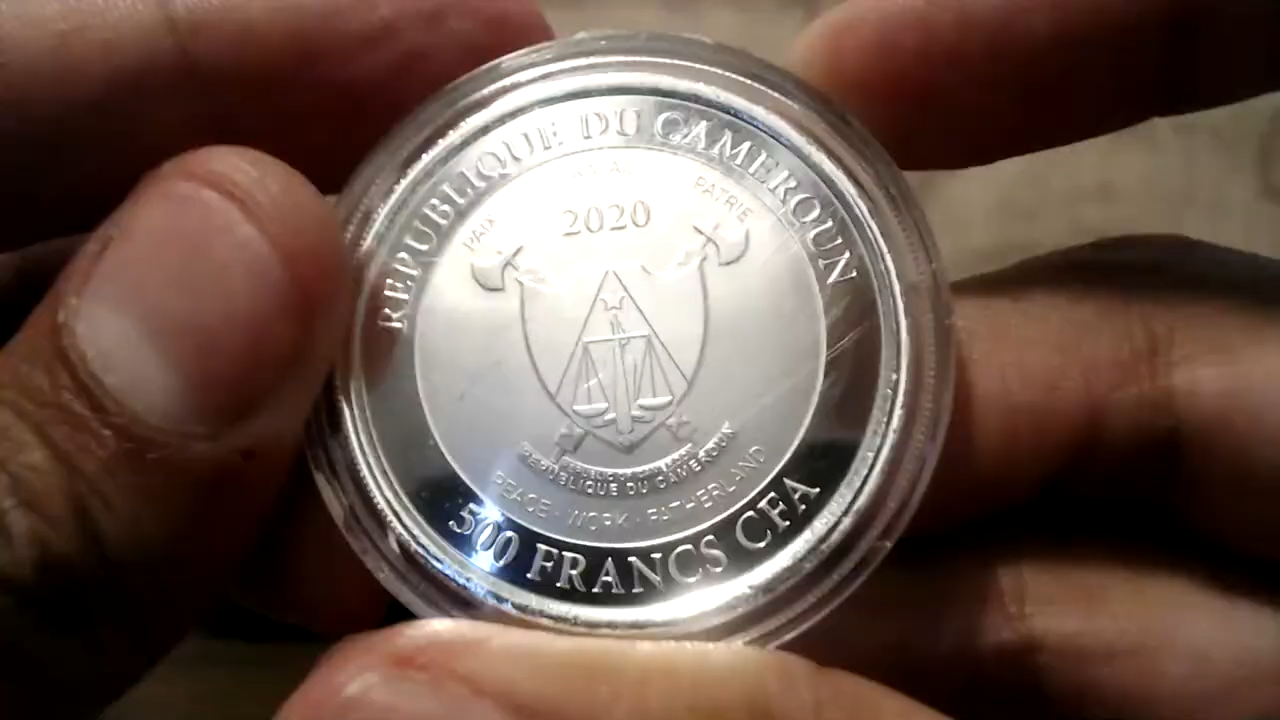 REPUBLIQUE DU CAMEROUN
PAIX
PATRIE
2020
REPUBLIQUE DU CAMEROUN
PEACE · WORK · FATHERLAND
500 FRANCS CFA